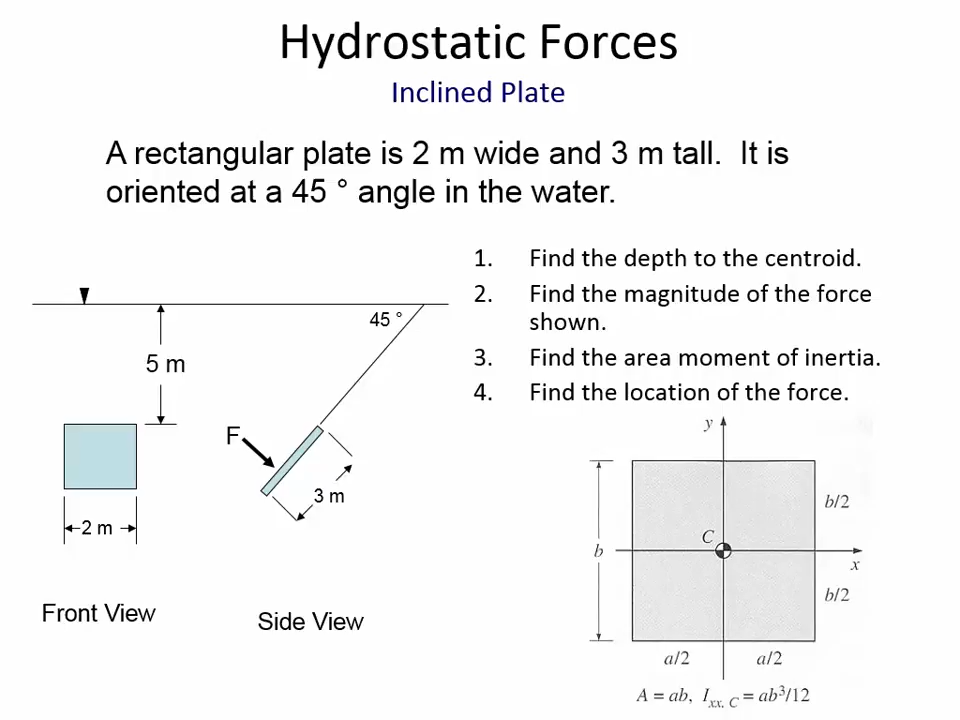 Hydrostatic Forces
Inclined Plate
A rectangular plate is 2 m wide and 3 m tall. It is
oriented at a 45 ° angle in the water.
1. Find the depth to the centroid.
2. Find the magnitude of the force
shown.
3. Find the area moment of inertia.
4. Find the location of the force.
45 °
5 m
F
3 m
2 m
Front View
Side View
y
C
b
x
b/2
b/2
a/2
a/2
A = ab, Ixx, C = ab³/12